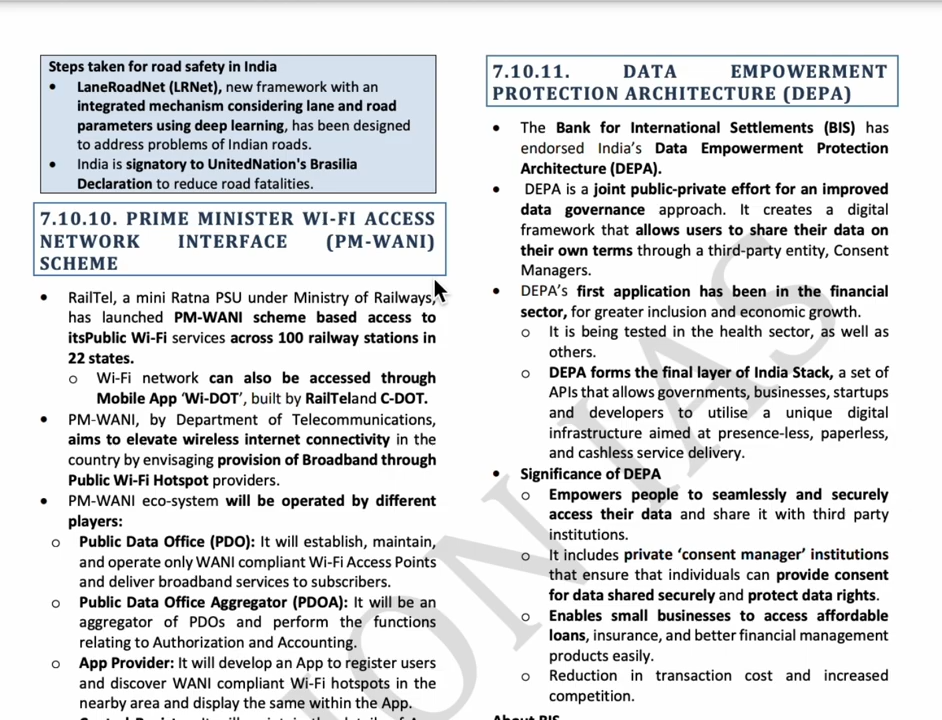 Steps taken for road safety in India
• LaneRoadNet (LRNet), new framework with an
integrated mechanism considering lane and road
parameters using deep learning, has been designed
to address problems of Indian roads.
• India is signatory to UnitedNation's Brasilia
Declaration to reduce road fatalities.
7.10.10. PRIME MINISTER WI-FI ACCESS
NETWORK INTERFACE (PM-WANI)
SCHEME
• RailTel, a mini Ratna PSU under Ministry of Railways,
has launched PM-WANI scheme based access to
itsPublic Wi-Fi services across 100 railway stations in
22 states.
o Wi-Fi network can also be accessed through
Mobile App ‘Wi-DOT’, built by RailTeland C-DOT.
• PM-WANI, by Department of Telecommunications,
aims to elevate wireless internet connectivity in the
country by envisaging provision of Broadband through
Public Wi-Fi Hotspot providers.
• PM-WANI eco-system will be operated by different
players:
o Public Data Office (PDO): It will establish, maintain,
and operate only WANI compliant Wi-Fi Access Points
and deliver broadband services to subscribers.
o Public Data Office Aggregator (PDOA): It will be an
aggregator of PDOs and perform the functions
relating to Authorization and Accounting.
o App Provider: It will develop an App to register users
and discover WANI compliant Wi-Fi hotspots in the
nearby area and display the same within the App.
7.10.11. DATA EMPOWERMENT
PROTECTION ARCHITECTURE (DEPA)
• The Bank for International Settlements (BIS) has
endorsed India’s Data Empowerment Protection
Architecture (DEPA).
• DEPA is a joint public-private effort for an improved
data governance approach. It creates a digital
framework that allows users to share their data on
their own terms through a third-party entity, Consent
Managers.
• DEPA’s first application has been in the financial
sector, for greater inclusion and economic growth.
o It is being tested in the health sector, as well as
others.
o DEPA forms the final layer of India Stack, a set of
APIs that allows governments, businesses, startups
and developers to utilise a unique digital
infrastructure aimed at presence-less, paperless,
and cashless service delivery.
• Significance of DEPA
o Empowers people to seamlessly and securely
access their data and share it with third party
institutions.
o It includes private ‘consent manager’ institutions
that ensure that individuals can provide consent
for data shared securely and protect data rights.
o Enables small businesses to access affordable
loans, insurance, and better financial management
products easily.
o Reduction in transaction cost and increased
competition.
About BIS
ION IAS